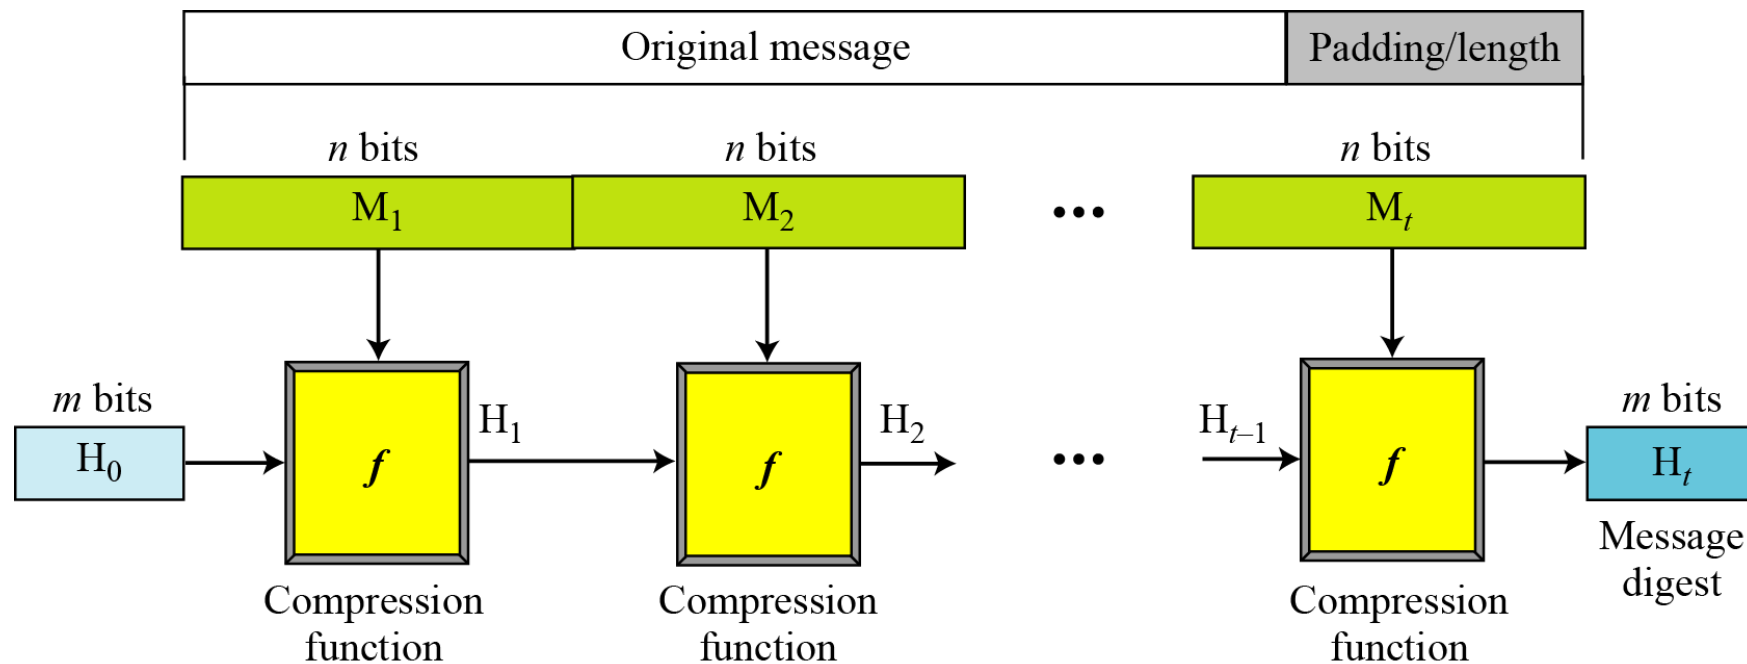 Original message
Padding/length
n bits
n bits
n bits
M₁
M₂
•••
Mₜ
m bits
H₀
f
H₁
f
H₂
•••
Hₜ₋₁
f
m bits
Hₜ
Compression
function
Compression
function
Compression
function
Message
digest